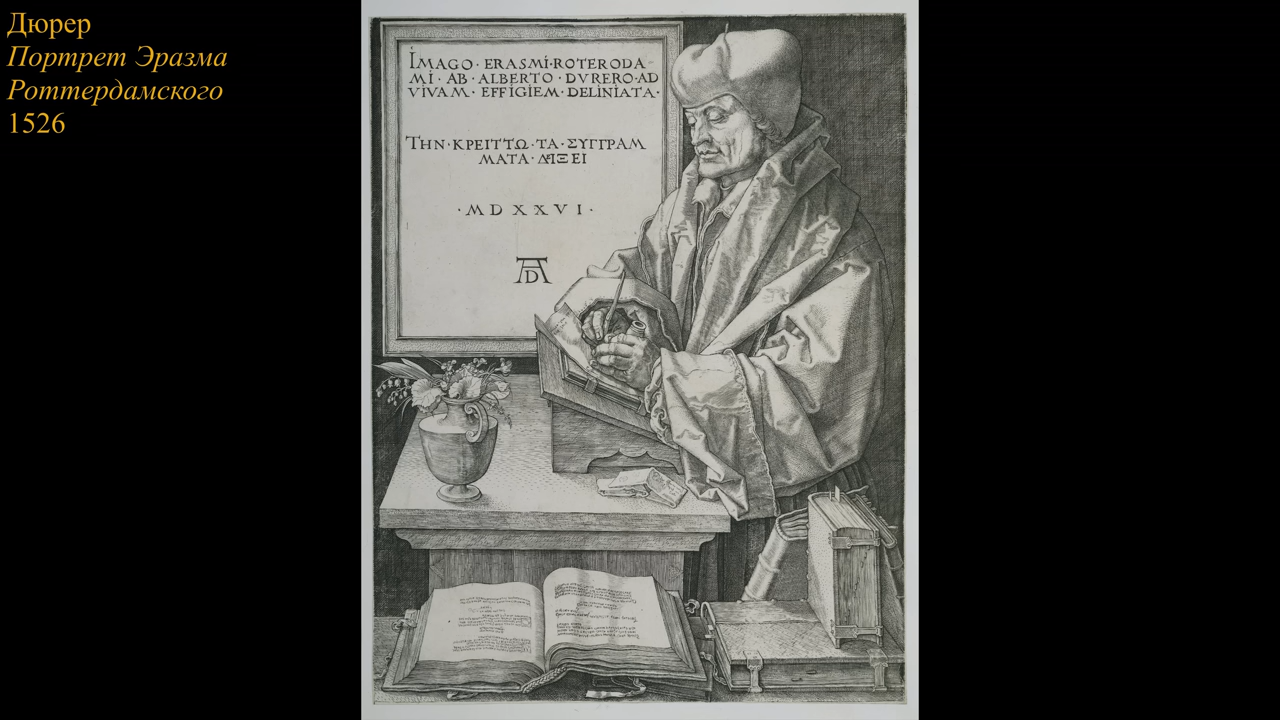 Дюрер
Портрет Эразма
Роттердамского
1526
IMAGO · ERASMI · ROTERODA
MI · AB · ALBERTO · DVRERO · AD
VIVAM · EFFIGIEM · DELINIATA ·
ΤΗΝ · ΚΡΕΙΤΤΩ · ΤΑ · ΣΥΓΓΡΑΜ
ΜΑΤΑ · ΔΙΞΕΙ
· MDXXVI ·
AD